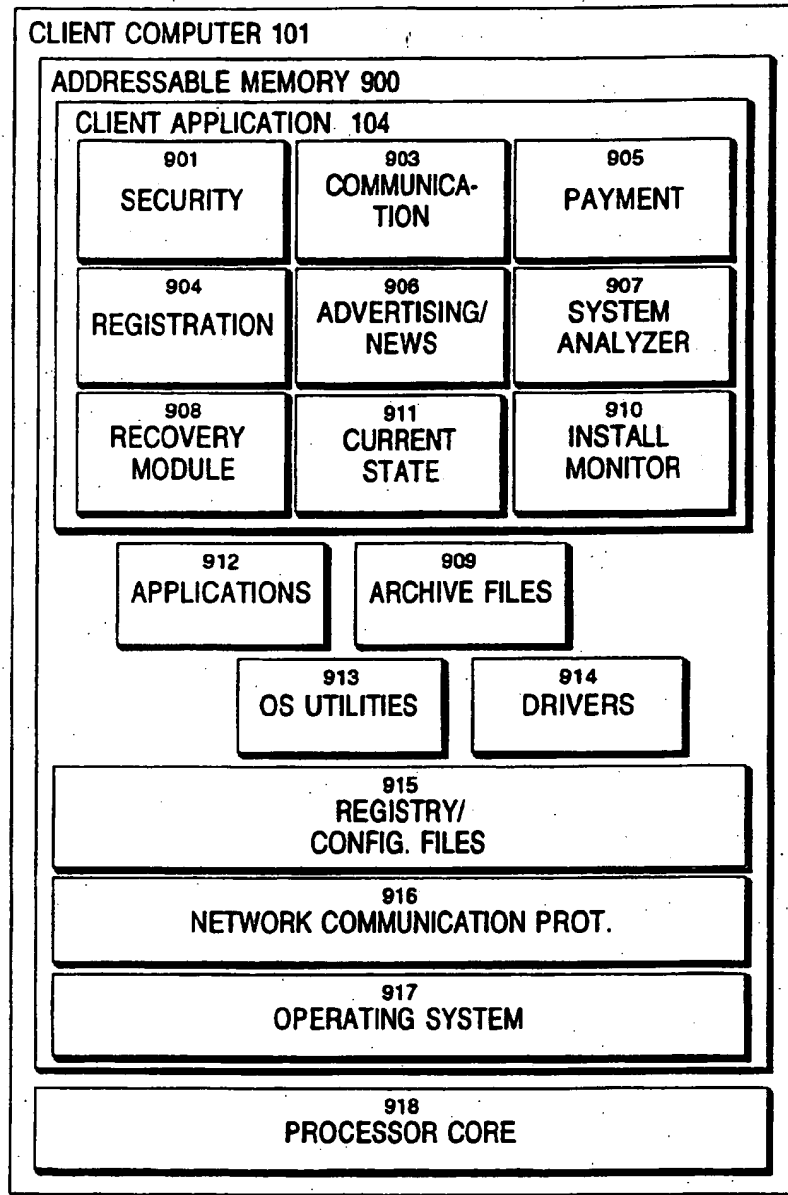 CLIENT COMPUTER 101
ADDRESSABLE MEMORY 900
CLIENT APPLICATION 104
901
SECURITY
903
COMMUNICA-
TION
905
PAYMENT
904
REGISTRATION
906
ADVERTISING/
NEWS
907
SYSTEM
ANALYZER
908
RECOVERY
MODULE
911
CURRENT
STATE
910
INSTALL
MONITOR
912
APPLICATIONS
909
ARCHIVE FILES
913
OS UTILITIES
914
DRIVERS
915
REGISTRY/
CONFIG. FILES
916
NETWORK COMMUNICATION PROT.
917
OPERATING SYSTEM
918
PROCESSOR CORE